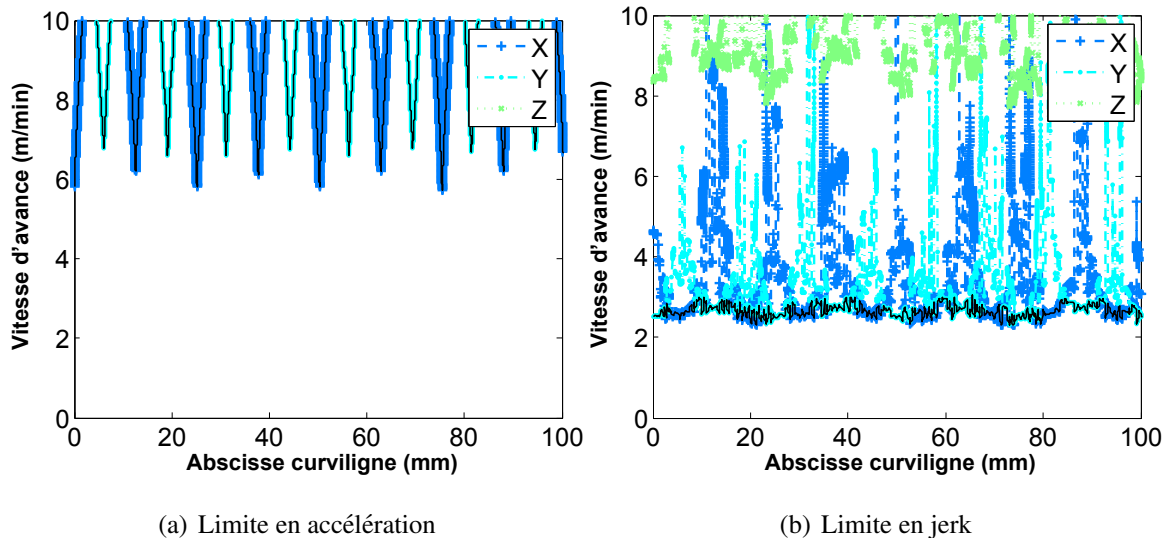 10
8
6
4
2
0
Vitesse d'avance (m/min)
0 20 40 60 80 100
Abscisse curviligne (mm)
X
Y
Z
(a) Limite en accélération
10
8
6
4
2
0
Vitesse d'avance (m/min)
0 20 40 60 80 100
Abscisse curviligne (mm)
X
Y
Z
(b) Limite en jerk